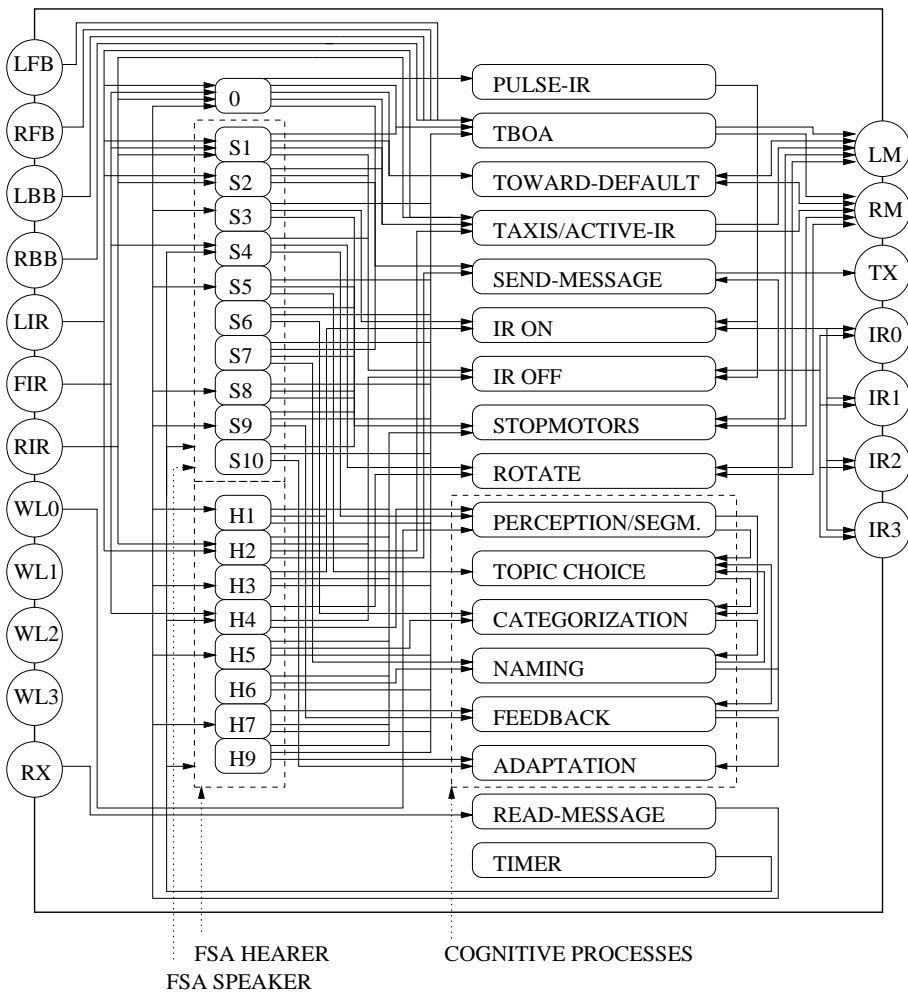 LFB
RFB
LBB
RBB
LIR
FIR
RIR
WL0
WL1
WL2
WL3
RX
0
S1
S2
S3
S4
S5
S6
S7
S8
S9
S10
H1
H2
H3
H4
H5
H6
H7
H9
PULSE-IR
TBOA
TOWARD-DEFAULT
TAXIS/ACTIVE-IR
SEND-MESSAGE
IR ON
IR OFF
STOPMOTORS
ROTATE
PERCEPTION/SEGM.
TOPIC CHOICE
CATEGORIZATION
NAMING
FEEDBACK
ADAPTATION
READ-MESSAGE
TIMER
LM
RM
TX
IR0
IR1
IR2
IR3
FSA HEARER
FSA SPEAKER
COGNITIVE PROCESSES